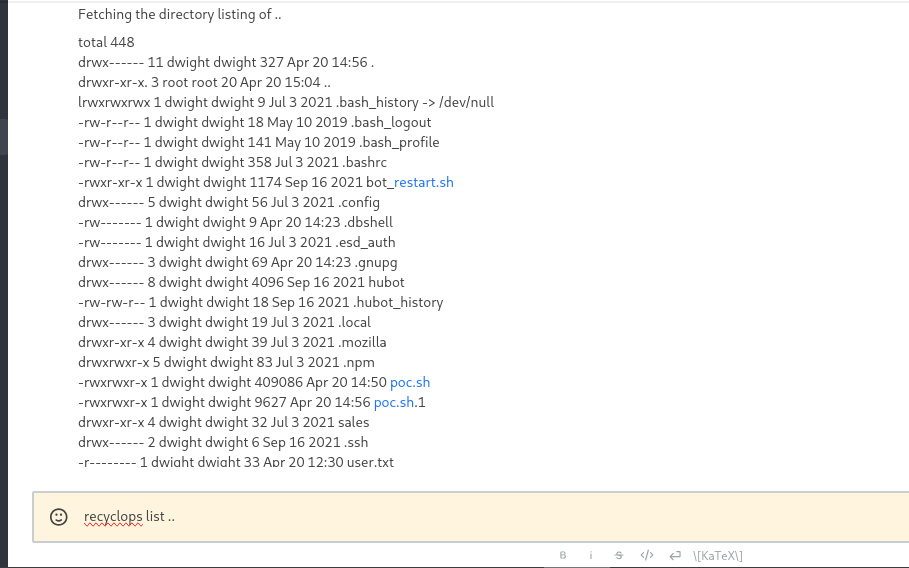 Fetching the directory listing of ..
total 448
drwx------ 11 dwight dwight 327 Apr 20 14:56 .
drwxr-xr-x. 3 root root 20 Apr 20 15:04 ..
lrwxrwxrwx 1 dwight dwight 9 Jul 3 2021 .bash_history -> /dev/null
-rw-r--r-- 1 dwight dwight 18 May 10 2019 .bash_logout
-rw-r--r-- 1 dwight dwight 141 May 10 2019 .bash_profile
-rw-r--r-- 1 dwight dwight 358 Jul 3 2021 .bashrc
-rwxr-xr-x 1 dwight dwight 1174 Sep 16 2021 bot_restart.sh
drwx------ 5 dwight dwight 56 Jul 3 2021 .config
-rw------- 1 dwight dwight 9 Apr 20 14:23 .dbshell
-rw------- 1 dwight dwight 16 Jul 3 2021 .esd_auth
drwx------ 3 dwight dwight 69 Apr 20 14:23 .gnupg
drwx------ 8 dwight dwight 4096 Sep 16 2021 hubot
-rw-rw-r-- 1 dwight dwight 18 Sep 16 2021 .hubot_history
drwx------ 3 dwight dwight 19 Jul 3 2021 .local
drwxr-xr-x 4 dwight dwight 39 Jul 3 2021 .mozilla
drwxrwxr-x 5 dwight dwight 83 Jul 3 2021 .npm
-rwxrwxr-x 1 dwight dwight 409086 Apr 20 14:50 poc.sh
-rwxrwxr-x 1 dwight dwight 9627 Apr 20 14:56 poc.sh.1
drwxr-xr-x 4 dwight dwight 32 Jul 3 2021 sales
drwx------ 2 dwight dwight 6 Sep 16 2021 .ssh
-r-------- 1 dwight dwight 33 Apr 20 12:30 user.txt
recyclops list ..
B i S </> \[KaTeX\]